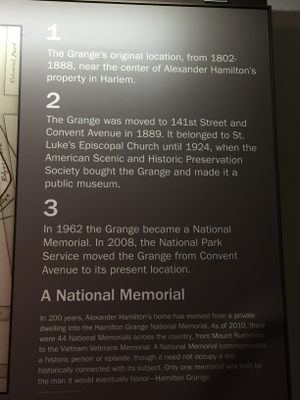 Colonial Park
1
The Grange's original location, from 1802-
1888, near the center of Alexander Hamilton's
property in Harlem.
2
The Grange was moved to 141st Street and
Convent Avenue in 1889. It belonged to St.
Luke's Episcopal Church until 1924, when the
American Scenic and Historic Preservation
Society bought the Grange and made it a
public museum.
3
In 1962 the Grange became a National
Memorial. In 2008, the National Park
Service moved the Grange from Convent
Avenue to its present location.
A National Memorial
In 200 years, Alexander Hamilton's home has evolved from a private
dwelling into the Hamilton Grange National Memorial. As of 2010, there
were 44 National Memorials across the country, from Mount Rushmore
to the Vietnam Veterans Memorial. A National Memorial commemorates
a historic person or episode, though it need not occupy a site
historically connected with its subject. Only one memorial was built by
the man it would eventually honor—Hamilton Grange.